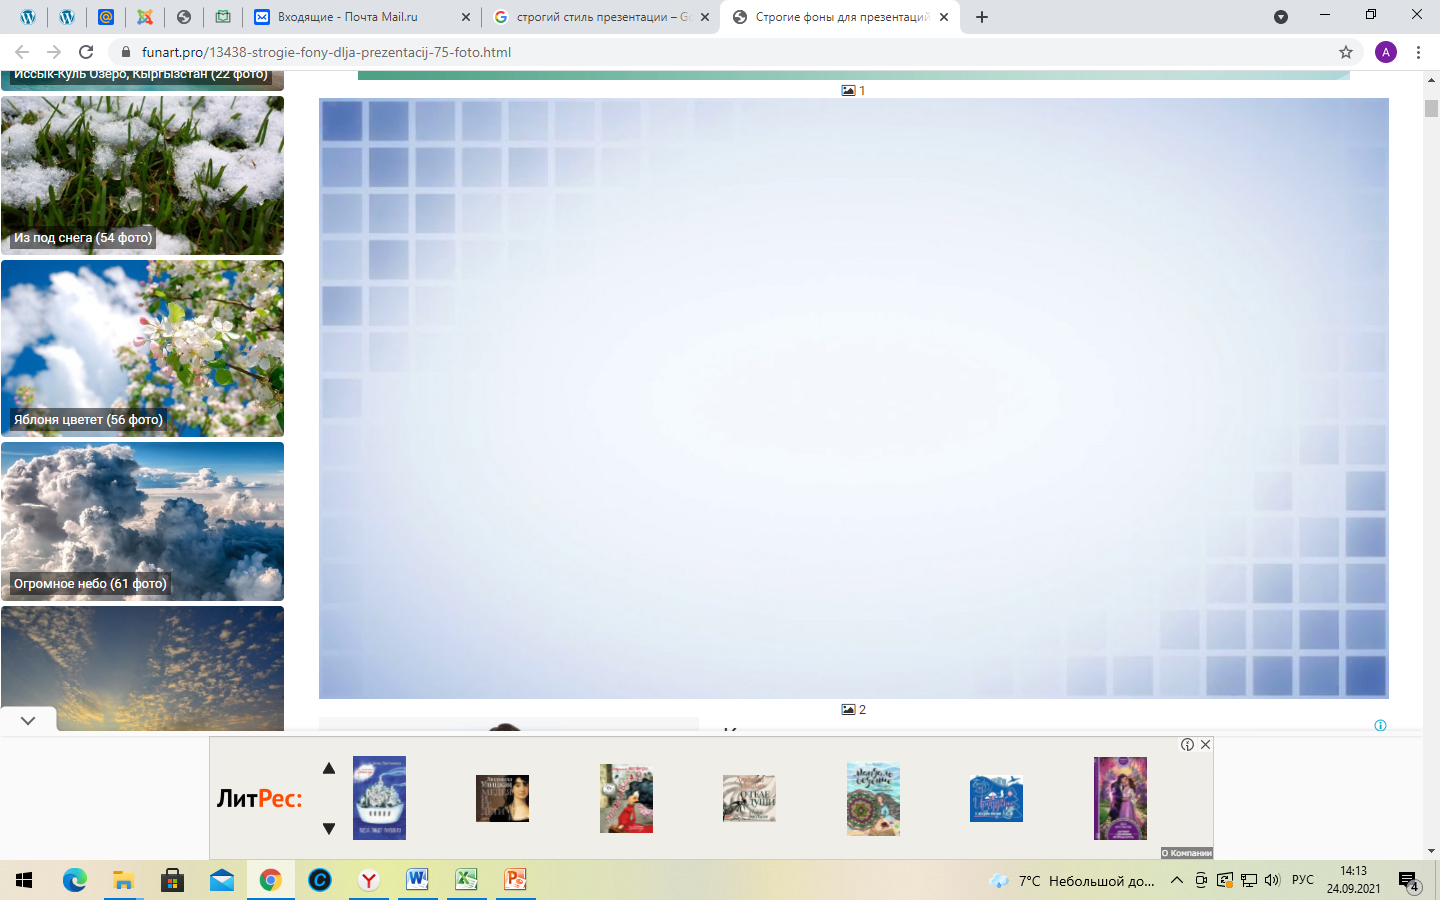 Входящие - Почта Mail.ru
строгий стиль презентации – Go
Строгие фоны для презентаций
funart.pro/13438-strogie-fony-dlja-prezentacij-75-foto.html
A
Иссык-Куль Озеро, Кыргызстан (22 фото)
1
Из под снега (54 фото)
Яблоня цветет (56 фото)
Огромное небо (61 фото)
2
ЛитРес:
О Компании
7°C Небольшой до...
РУС
14:13
24.09.2021
4